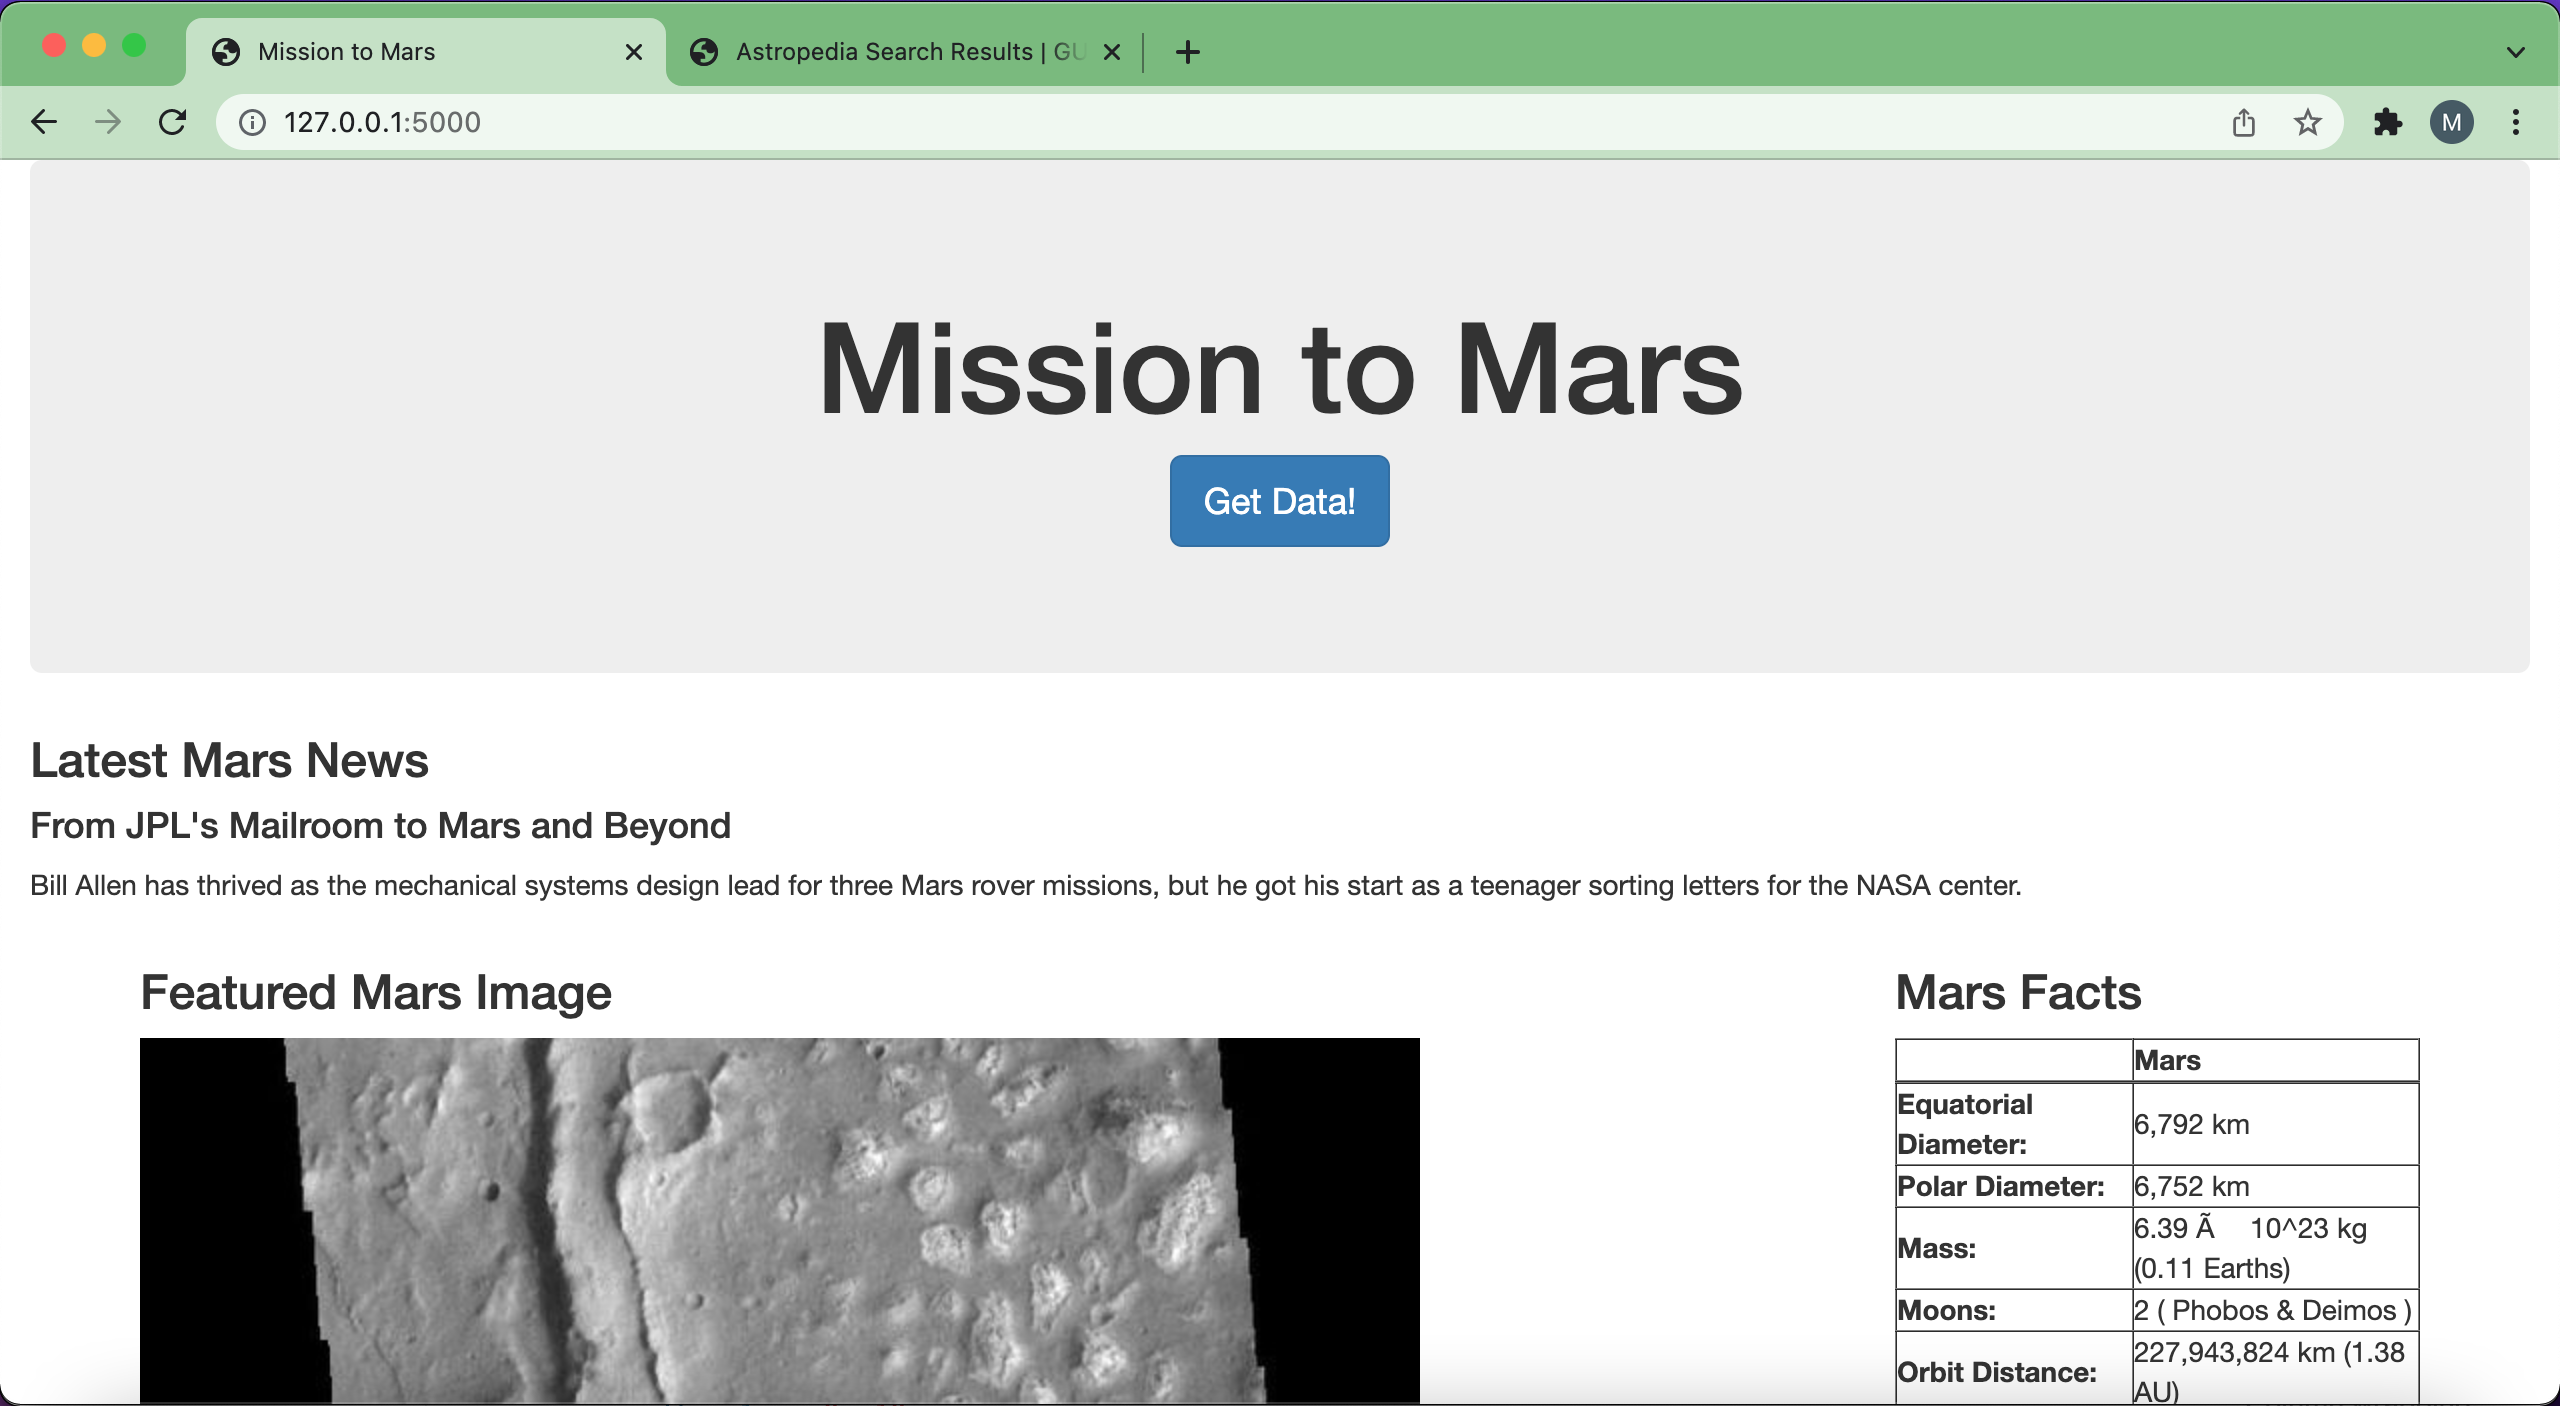 Mission to Mars
Astropedia Search Results | GU
127.0.0.1:5000
M
Mission to Mars
Get Data!
Latest Mars News
From JPL's Mailroom to Mars and Beyond
Bill Allen has thrived as the mechanical systems design lead for three Mars rover missions, but he got his start as a teenager sorting letters for the NASA center.
Featured Mars Image
Mars Facts
Mars
Equatorial
Diameter:
6,792 km
Polar Diameter:
6,752 km
Mass:
6.39 Ã 10^23 kg
(0.11 Earths)
Moons:
2 ( Phobos & Deimos )
Orbit Distance:
227,943,824 km (1.38
AU)